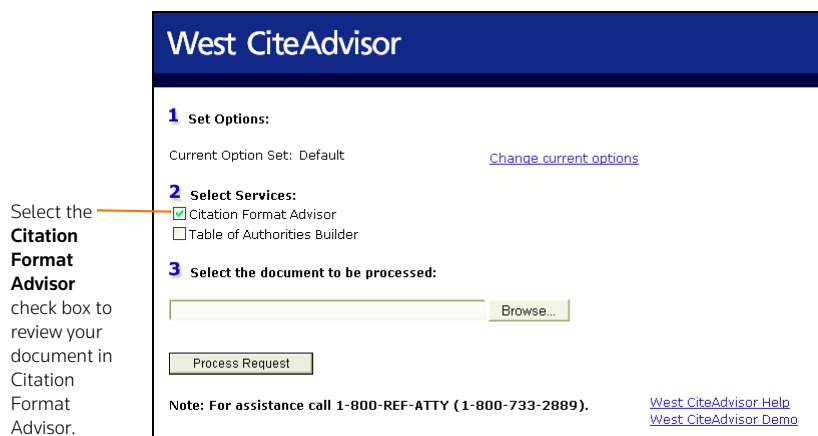 West CiteAdvisor
1 Set Options:
Current Option Set: Default
Change current options
2 Select Services:
Citation Format Advisor
Table of Authorities Builder
3 Select the document to be processed:
Browse...
Process Request
Note: For assistance call 1-800-REF-ATTY (1-800-733-2889).
West CiteAdvisor Help
West CiteAdvisor Demo
Select the
Citation
Format
Advisor
check box to
review your
document in
Citation
Format
Advisor.